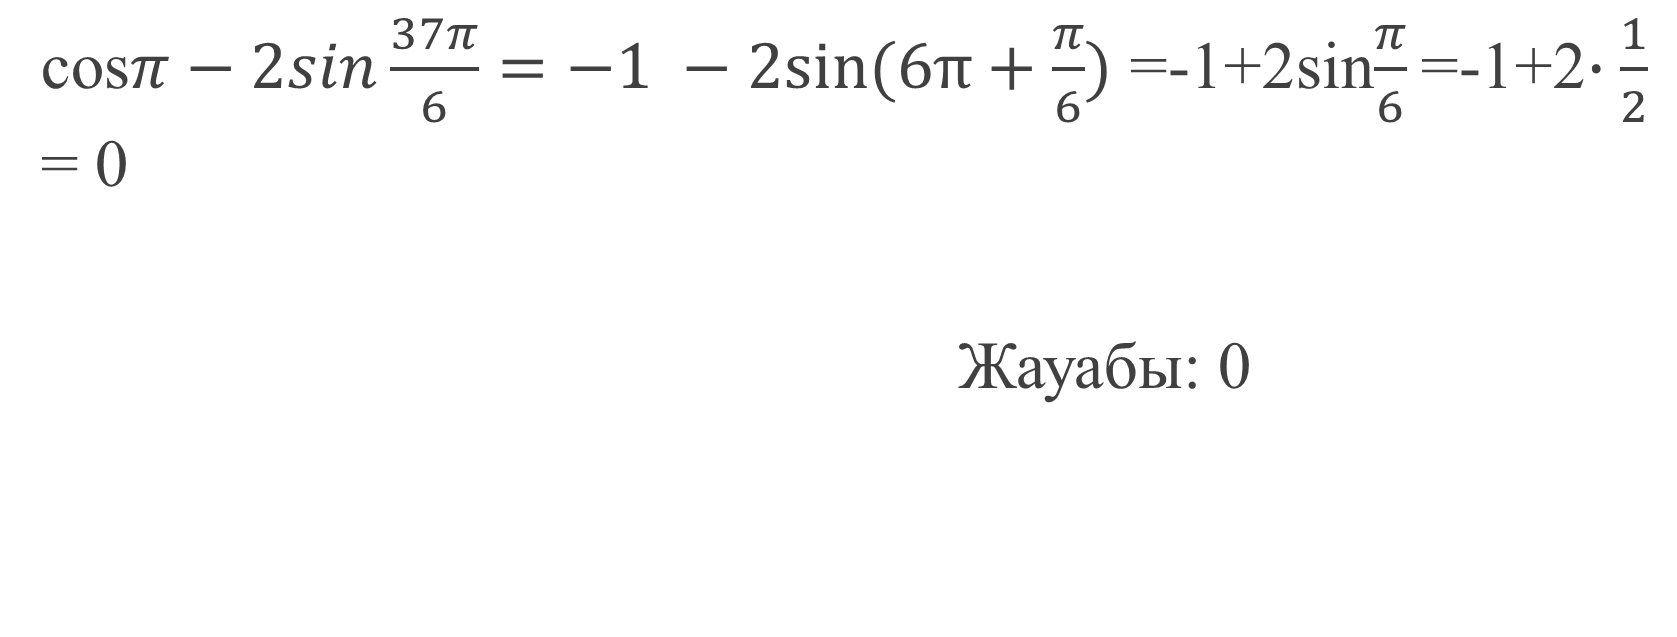 cosπ − 2sin 37π/6 = −1 − 2sin(6π + π/6) =-1+2sin π/6 =-1+2· 1/2
= 0
Жауабы: 0